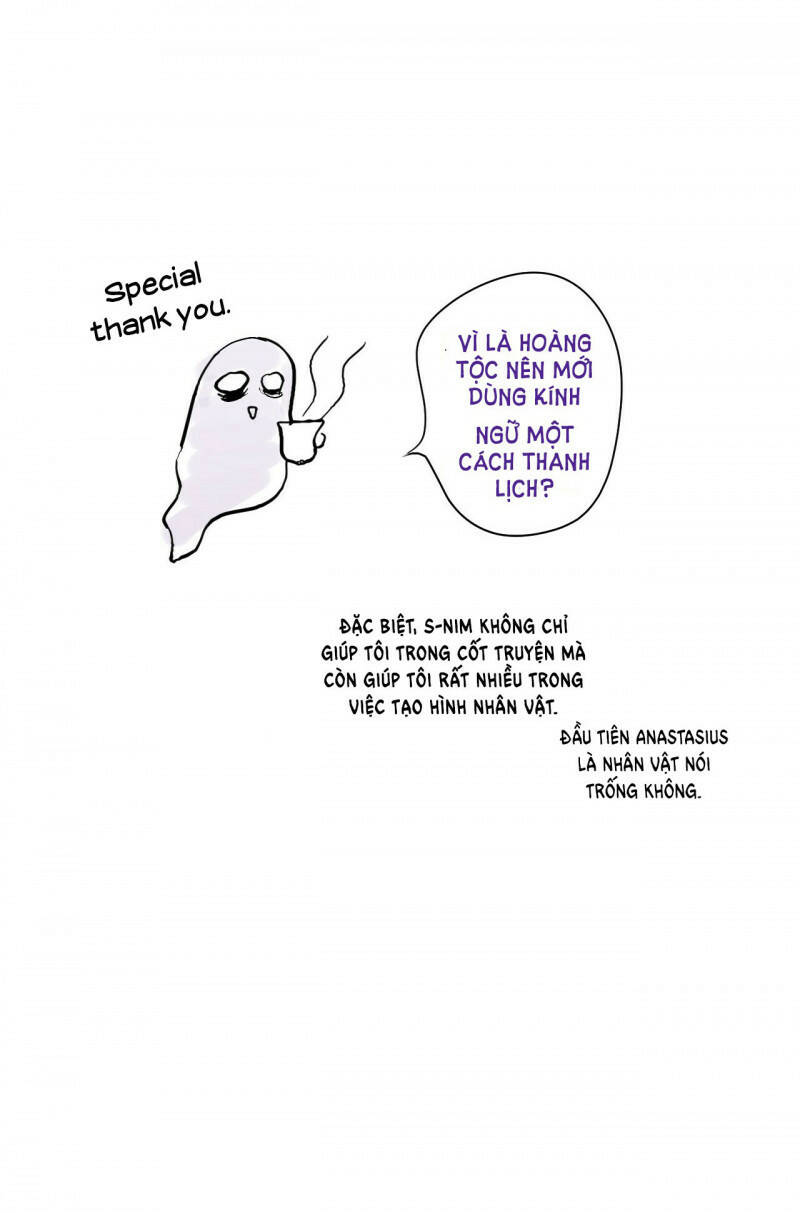 Special
thank you.
VÌ LÀ HOÀNG
TỘC NÊN MỚI
DÙNG KÍNH
NGỮ MỘT
CÁCH THANH
LỊCH?
ĐẶC BIỆT, S-NIM KHÔNG CHỈ
GIÚP TÔI TRONG CỐT TRUYỆN MÀ
CÒN GIÚP TÔI RẤT NHIỀU TRONG
VIỆC TẠO HÌNH NHÂN VẬT.
ĐẦU TIÊN ANASTASIUS
LÀ NHÂN VẬT NÓI
TRỐNG KHÔNG.